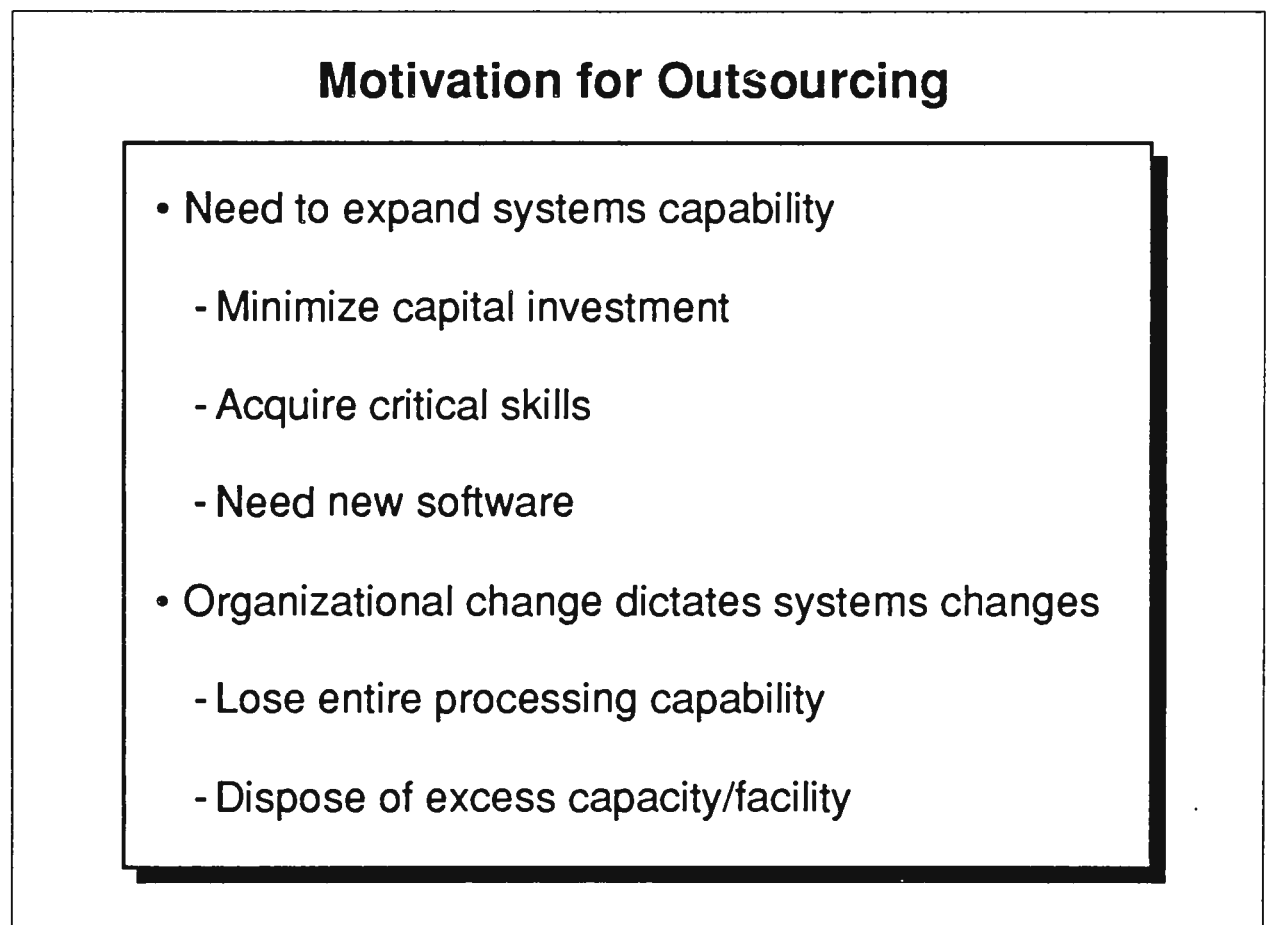 Motivation for Outsourcing
• Need to expand systems capability
- Minimize capital investment
- Acquire critical skills
- Need new software
• Organizational change dictates systems changes
- Lose entire processing capability
- Dispose of excess capacity/facility